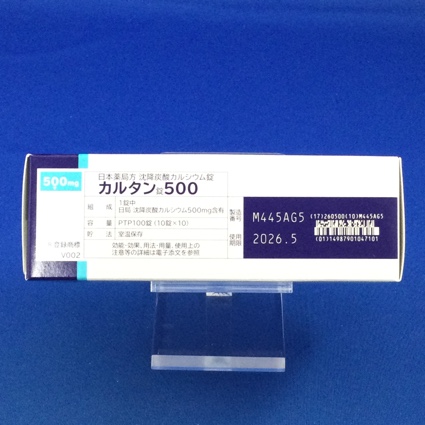 500mg
日本薬局方 沈降炭酸カルシウム錠
カルタン錠500
組成 1錠中
日局 沈降炭酸カルシウム500mg含有
容量 PTP100錠(10錠×10)
貯法 室温保存
効能・効果、用法・用量、使用上の
注意等の詳細は電子添文を参照
登録商標
V002
製造番号 M445AG5
使用期限 2026.5
(17)260500(10)M445AG5
(01)14987901047101